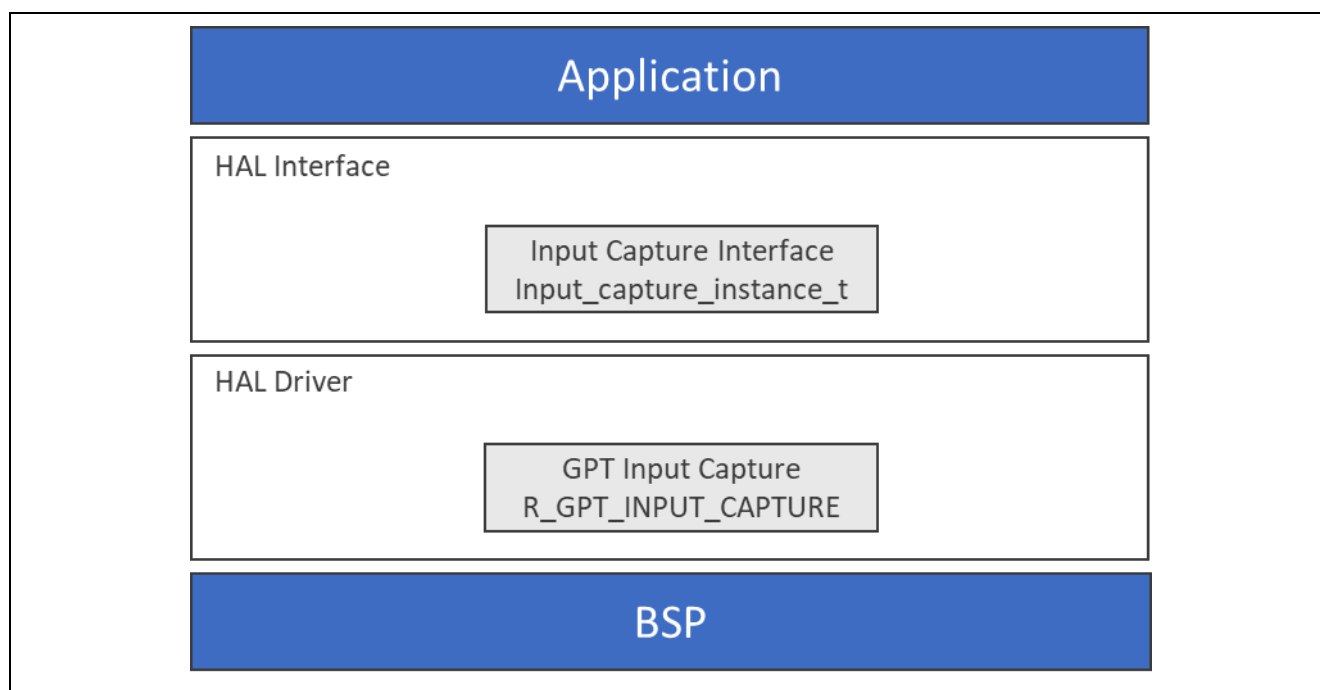 Application
HAL Interface
Input Capture Interface
Input_capture_instance_t
HAL Driver
GPT Input Capture
R_GPT_INPUT_CAPTURE
BSP